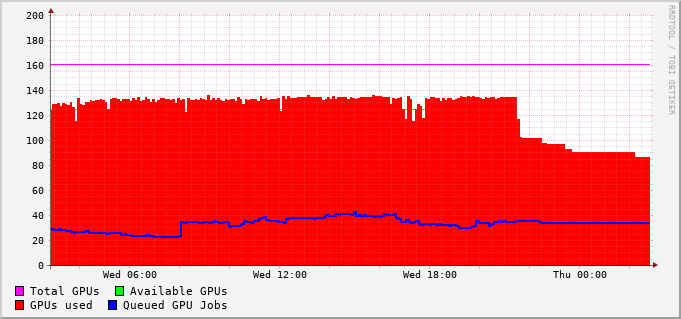 200
180
160
140
120
100
80
60
40
20
0
Wed 06:00 Wed 12:00 Wed 18:00 Thu 00:00
Total GPUs Available GPUs
GPUs used Queued GPU Jobs
RRDTOOL / TOBI OETIKER